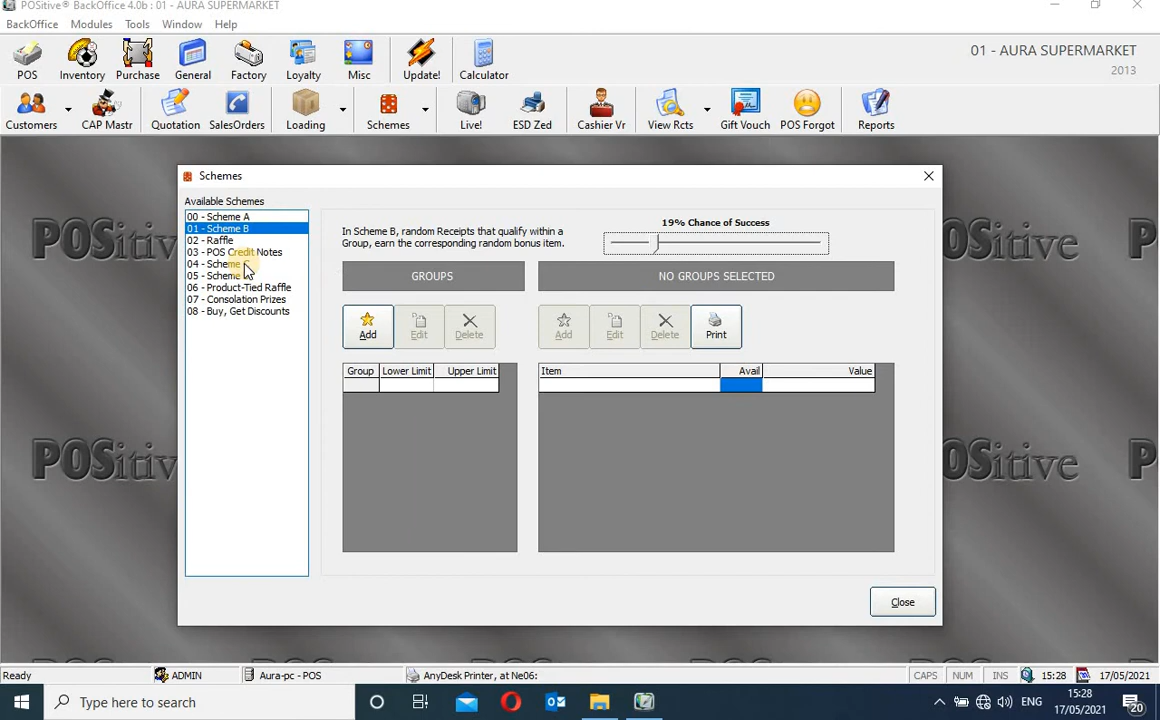 POSitive® BackOffice 4.0b : 01 - AURA SUPERMARKET
BackOffice Modules Tools Window Help
POS Inventory Purchase General Factory Loyalty Misc Update! Calculator
01 - AURA SUPERMARKET
2013
Customers CAP Mastr Quotation SalesOrders Loading Schemes Live! ESD Zed Cashier Vr View Rcts Gift Vouch POS Forgot Reports
Schemes
Available Schemes
00 - Scheme A
01 - Scheme B
02 - Raffle
03 - POS Credit Notes
04 - Scheme
05 - Scheme
06 - Product-Tied Raffle
07 - Consolation Prizes
08 - Buy, Get Discounts
In Scheme B, random Receipts that qualify within a
Group, earn the corresponding random bonus item.
19% Chance of Success
GROUPS
NO GROUPS SELECTED
Add Edit Delete
Add Edit Delete Print
Group Lower Limit Upper Limit
Item Avail Value
Close
POSitive
POSitive
POSitive
POSitive
Ready ADMIN Aura-pc - POS AnyDesk Printer, at Ne06: CAPS NUM INS 15:28 17/05/2021
Type here to search
ENG
15:28
17/05/2021
20